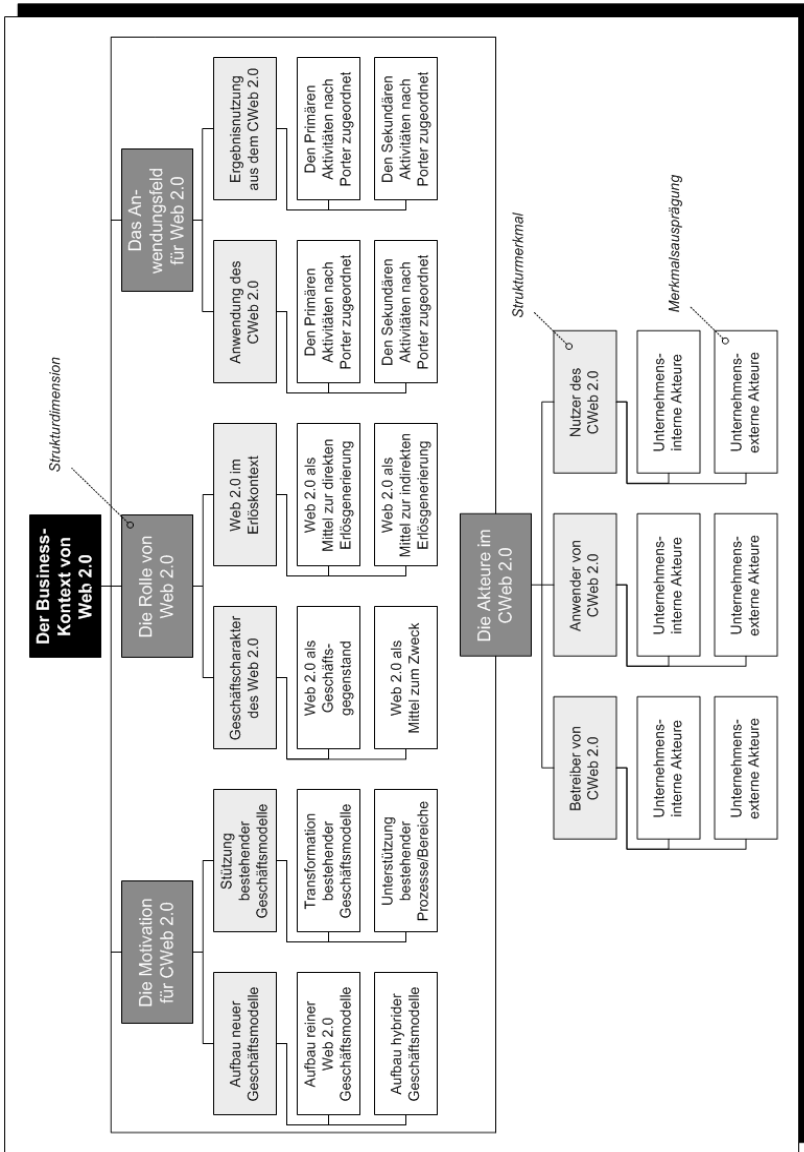 Der Business-
Kontext von
Web 2.0
Strukturdimension
Die Motivation
für CWeb 2.0
Die Rolle von
Web 2.0
Das An-
wendungsfeld
für Web 2.0
Aufbau neuer
Geschäftsmodelle
Stützung
bestehender
Geschäftsmodelle
Geschäftscharakter
des Web 2.0
Web 2.0 im
Erlöskontext
Anwendung des
CWeb 2.0
Ergebnisnutzung
aus dem CWeb 2.0
Aufbau reiner
Web 2.0
Geschäftsmodelle
Transformation
bestehender
Geschäftsmodelle
Web 2.0 als
Geschäfts-
gegenstand
Web 2.0 als
Mittel zur direkten
Erlösgenerierung
Den Primären
Aktivitäten nach
Porter zugeordnet
Den Primären
Aktivitäten nach
Porter zugeordnet
Aufbau hybrider
Geschäftsmodelle
Unterstützung
bestehender
Prozesse/Bereiche
Web 2.0 als
Mittel zum Zweck
Web 2.0 als
Mittel zur indirekten
Erlösgenerierung
Den Sekundären
Aktivitäten nach
Porter zugeordnet
Den Sekundären
Aktivitäten nach
Porter zugeordnet
Die Akteure im
CWeb 2.0
Strukturmerkmal
Betreiber von
CWeb 2.0
Anwender von
CWeb 2.0
Nutzer des
CWeb 2.0
Unternehmens-
interne Akteure
Unternehmens-
interne Akteure
Unternehmens-
interne Akteure
Merkmalsausprägung
Unternehmens-
externe Akteure
Unternehmens-
externe Akteure
Unternehmens-
externe Akteure